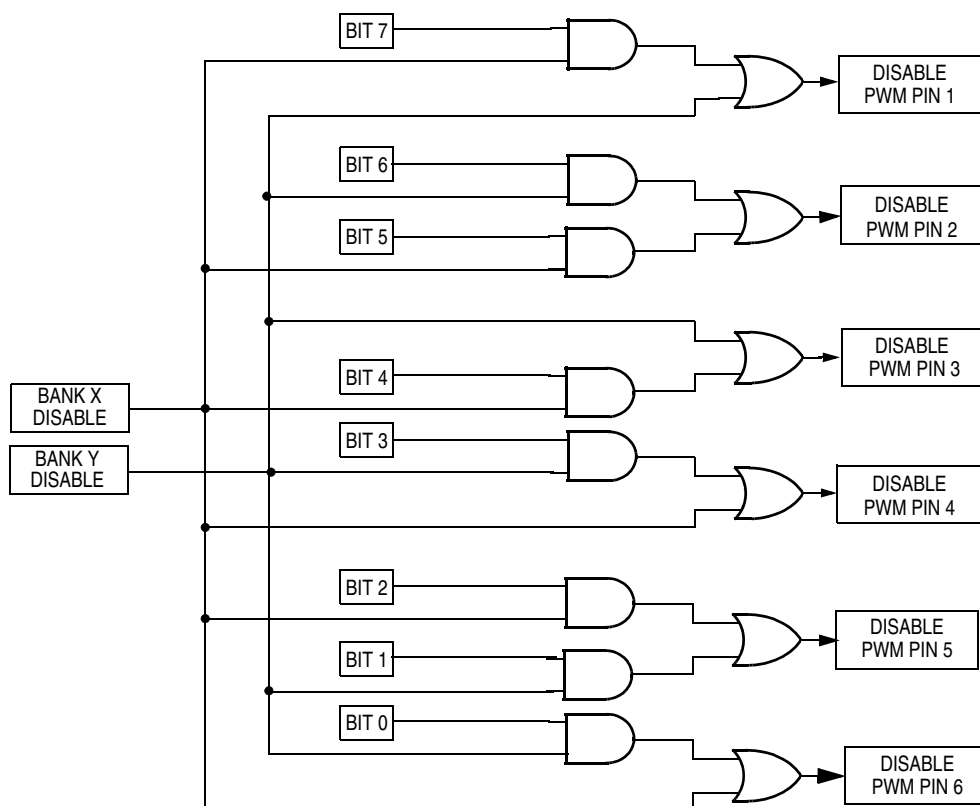 BIT 7
DISABLE
PWM PIN 1
BIT 6
DISABLE
PWM PIN 2
BIT 5
DISABLE
PWM PIN 3
BIT 4
BANK X
DISABLE
BIT 3
BANK Y
DISABLE
DISABLE
PWM PIN 4
BIT 2
DISABLE
PWM PIN 5
BIT 1
BIT 0
DISABLE
PWM PIN 6